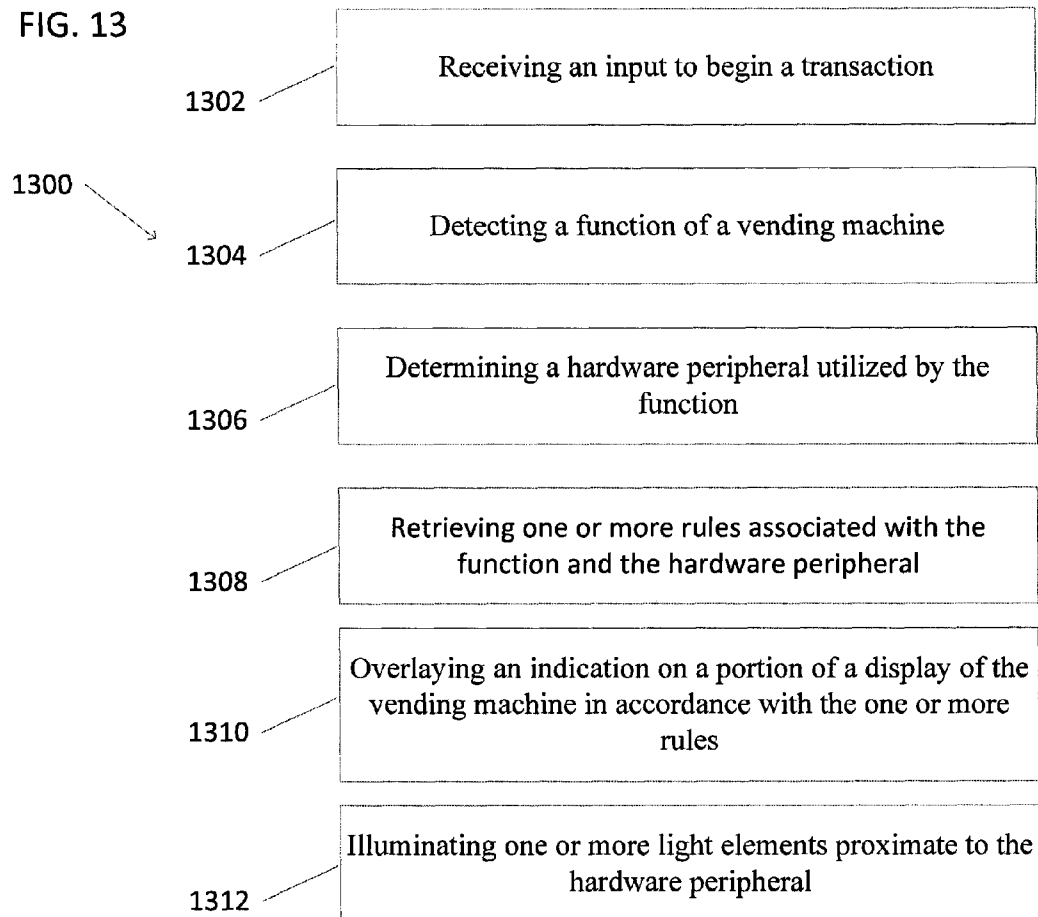 FIG. 13
Receiving an input to begin a transaction
1302
1300
Detecting a function of a vending machine
1304
Determining a hardware peripheral utilized by the
function
1306
Retrieving one or more rules associated with the
function and the hardware peripheral
1308
Overlaying an indication on a portion of a display of the
vending machine in accordance with the one or more
rules
1310
Illuminating one or more light elements proximate to the
hardware peripheral
1312